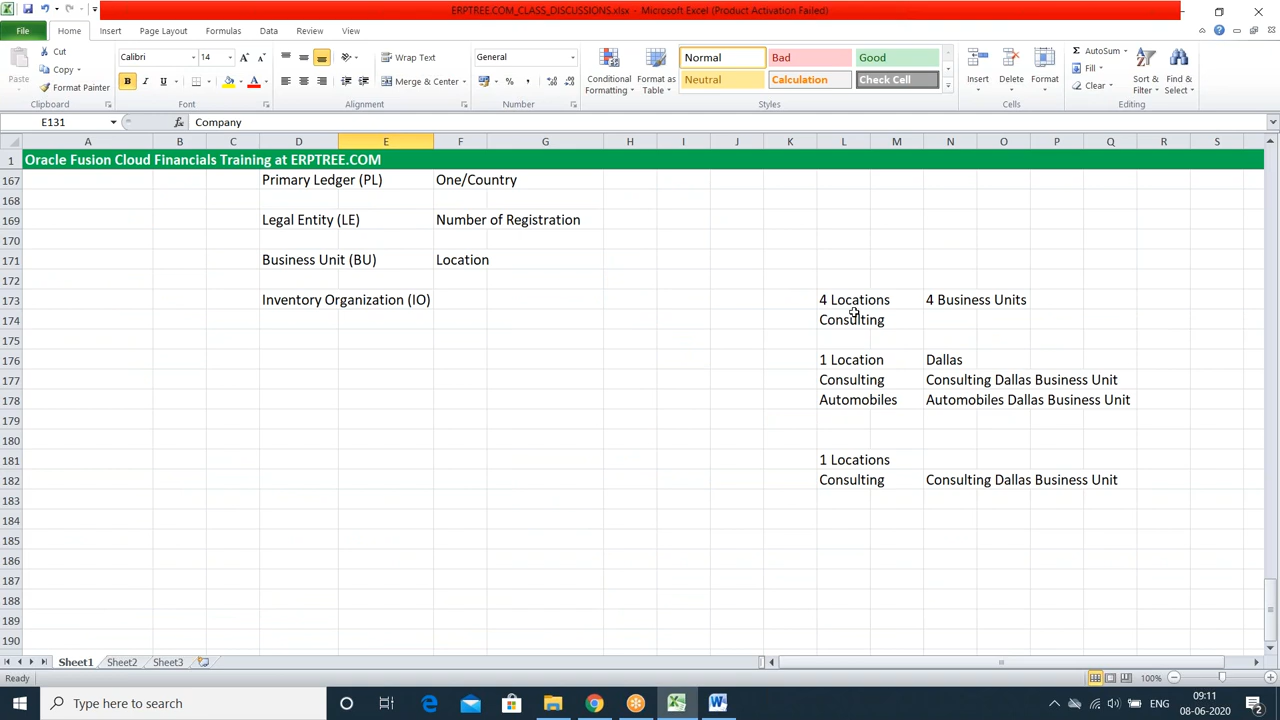 ERPTREE.COM_CLASS_DISCUSSIONS.xlsx - Microsoft Excel (Product Activation Failed)
File Home Insert Page Layout Formulas Data Review View
Paste
Cut
Copy
Format Painter
Clipboard
Calibri 14
B I U
Font
Wrap Text
Merge & Center
Alignment
General
Number
Conditional Formatting
Format as Table
Normal Bad Good
Neutral Calculation Check Cell
Styles
Insert Delete Format
Cells
AutoSum
Fill
Clear
Sort & Filter
Find & Select
Editing
E131 fx Company
A B C D E F G H I J K L M N O P Q R S
1 Oracle Fusion Cloud Financials Training at ERPTREE.COM
167 Primary Ledger (PL) One/Country
168
169 Legal Entity (LE) Number of Registration
170
171 Business Unit (BU) Location
172
173 Inventory Organization (IO) 4 Locations 4 Business Units
174 Consulting
175
176 1 Location Dallas
177 Consulting Consulting Dallas Business Unit
178 Automobiles Automobiles Dallas Business Unit
179
180
181 1 Locations
182 Consulting Consulting Dallas Business Unit
183
184
185
186
187
188
189
190
Sheet1 Sheet2 Sheet3
Ready 100%
Type here to search
ENG
09:11
08-06-2020
2